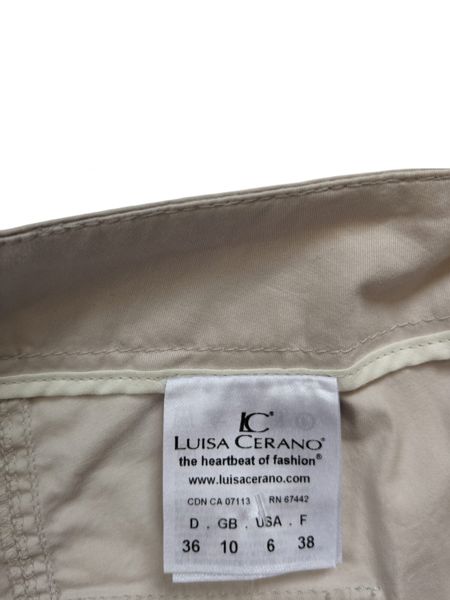 LC®
LUISA CERANO®
the heartbeat of fashion®
www.luisacerano.com
CDN CA 07113 RN 67442
D . GB . USA . F
36 10 6 38